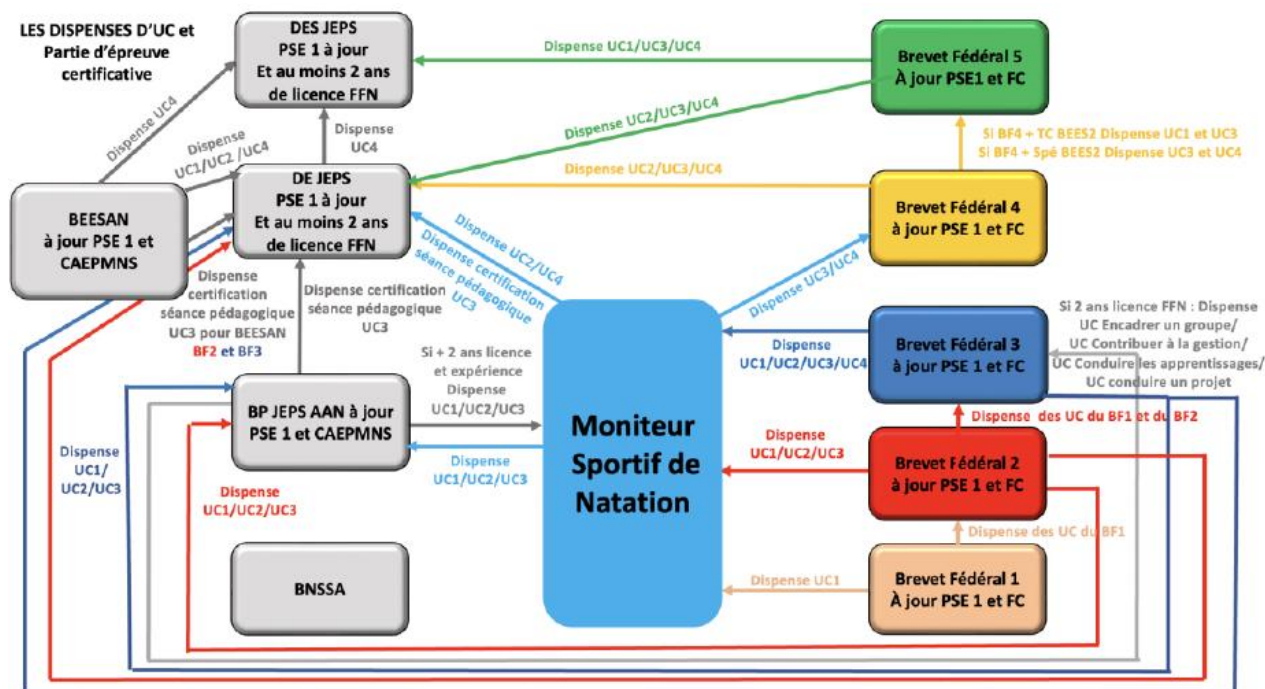 LES DISPENSES D'UC et
Partie d'épreuve
certificative
DES JEPS
PSE 1 à jour
Et au moins 2 ans
de licence FFN
Dispense UC1/UC3/UC4
Brevet Fédéral 5
À jour PSE1 et FC
Dispense UC4
Dispense
UC1/UC2 /UC4
Dispense
UC4
Dispense UC2/UC3/UC4
Si BF4 + TC BEES2 Dispense UC1 et UC3
Si BF4 + Spé BEES2 Dispense UC3 et UC4
Dispense UC2/UC3/UC4
BEESAN
à jour PSE 1 et
CAEPMNS
DE JEPS
PSE 1 à jour
Et au moins 2 ans
de licence FFN
Brevet Fédéral 4
à jour PSE 1 et FC
Dispense UC2/UC4
Dispense certification
séance pédagogique
UC3
Dispense UC3/UC4
Dispense
certification
séance pédagogique
UC3 pour BEESAN
BF2 et BF3
Dispense certification
séance pédagogique
UC3
Si 2 ans licence FFN : Dispense
UC Encadrer un groupe/
UC Contribuer à la gestion/
UC Conduire les apprentissages/
UC conduire un projet
Brevet Fédéral 3
à jour PSE 1 et FC
Dispense
UC1/UC2/UC3/UC4
Si + 2 ans licence
et expérience
Dispense
UC1/UC2/UC3
BP JEPS AAN à jour
PSE 1 et CAEPMNS
Moniteur
Sportif de
Natation
Dispense des UC du BF1 et du BF2
Dispense
UC1/
UC2/UC3
Dispense
UC1/UC2/UC3
Dispense
UC1/UC2/UC3
Brevet Fédéral 2
à jour PSE 1 et FC
Dispense
UC1/UC2/UC3
Dispense des UC du BF1
BNSSA
Dispense UC1
Brevet Fédéral 1
À jour PSE 1 et FC